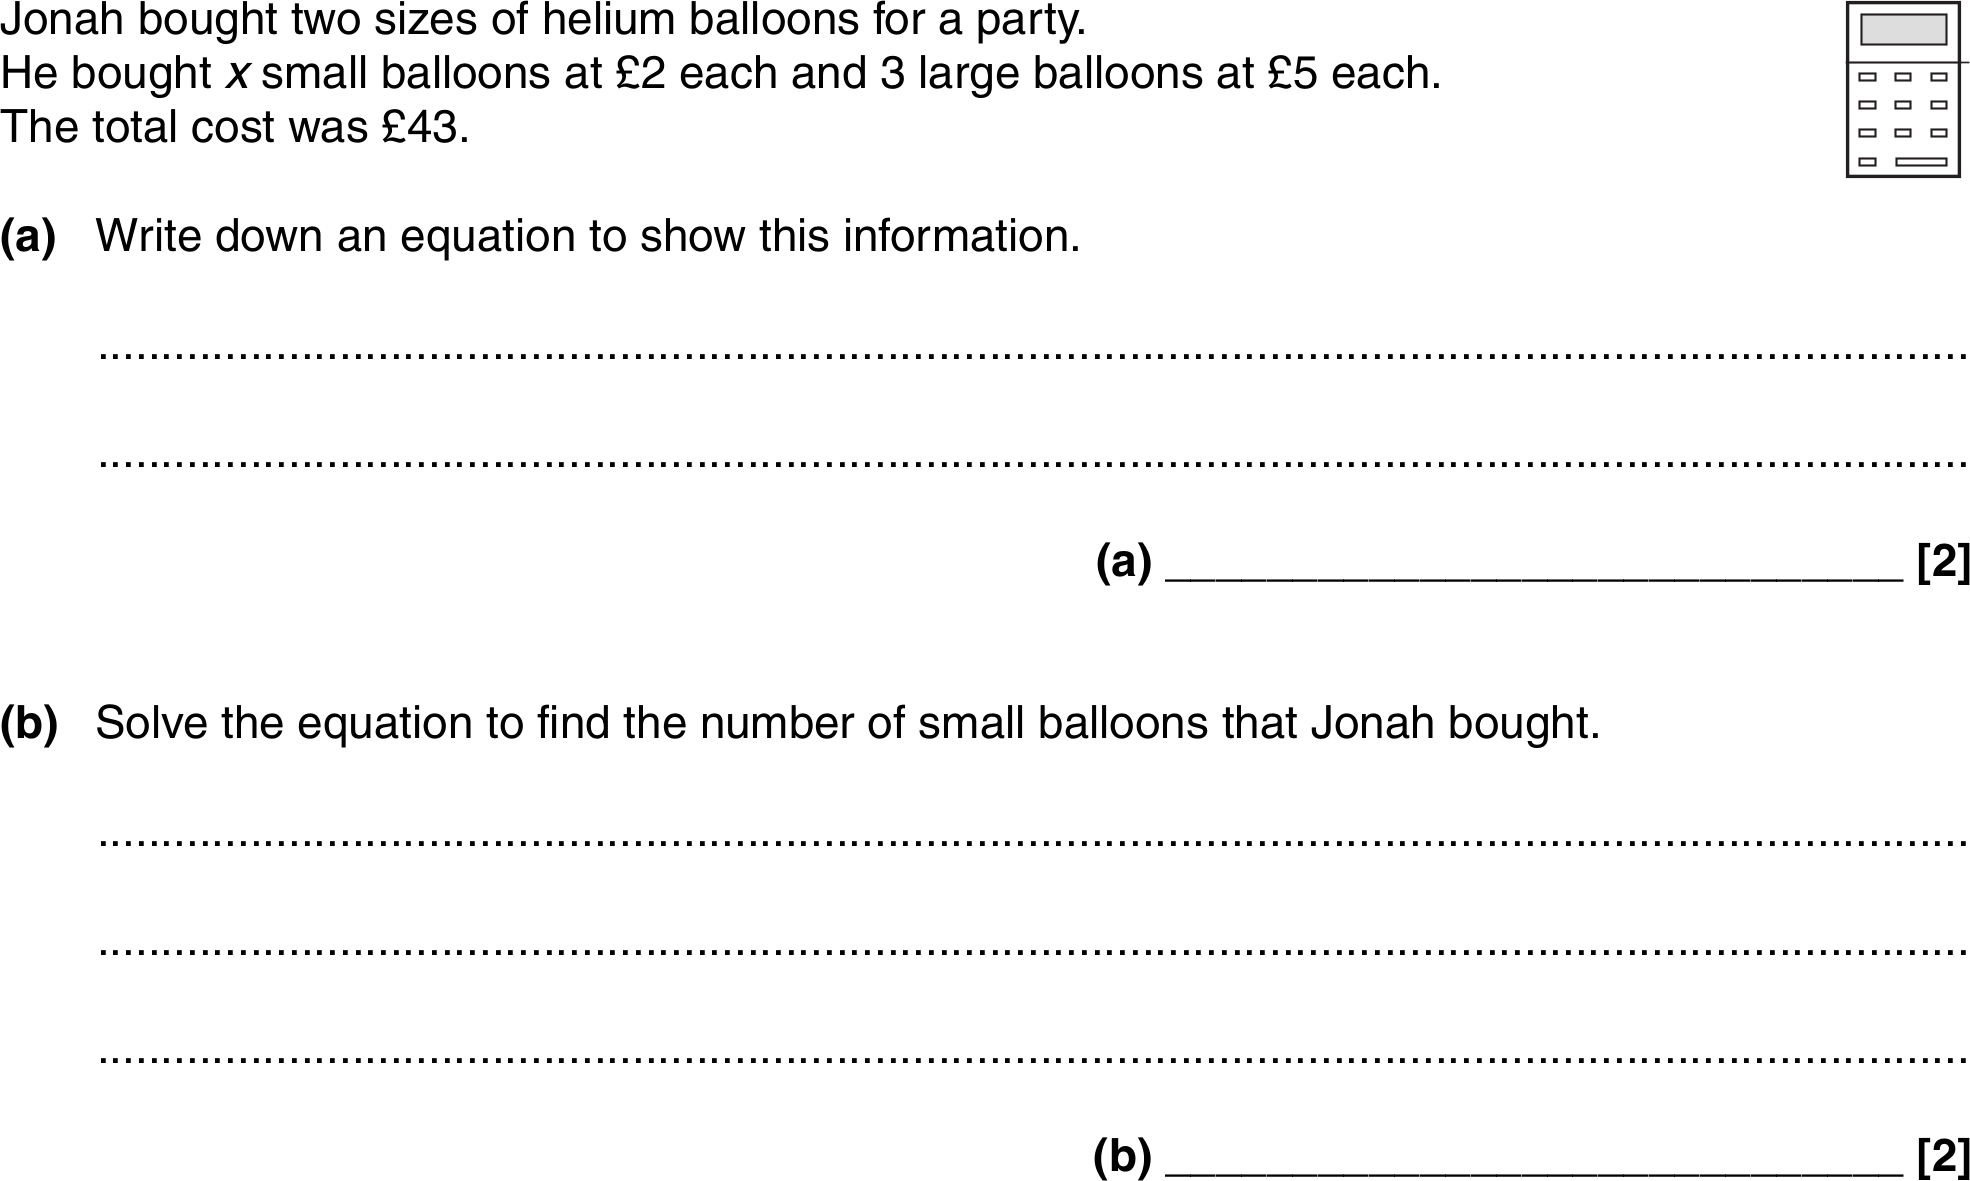 Jonah bought two sizes of helium balloons for a party.
He bought x small balloons at £2 each and 3 large balloons at £5 each.
The total cost was £43.
(a) Write down an equation to show this information.
(a) [2]
(b) Solve the equation to find the number of small balloons that Jonah bought.
(b) [2]